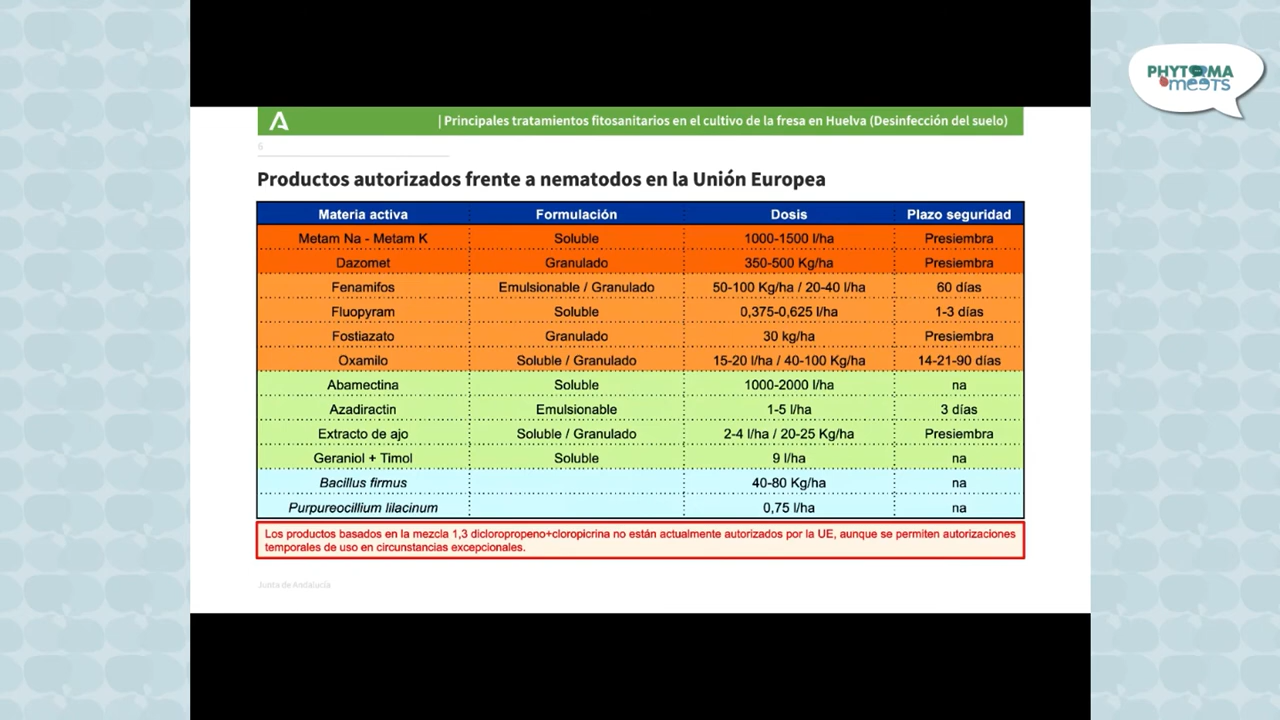 PHYTOMA
meets
| Principales tratamientos fitosanitarios en el cultivo de la fresa en Huelva (Desinfección del suelo)
6
Productos autorizados frente a nematodos en la Unión Europea
Materia activa Formulación Dosis Plazo seguridad
Metam Na - Metam K Soluble 1000-1500 l/ha Presiembra
Dazomet Granulado 350-500 Kg/ha Presiembra
Fenamifos Emulsionable / Granulado 50-100 Kg/ha / 20-40 l/ha 60 días
Fluopyram Soluble 0,375-0,625 l/ha 1-3 días
Fostiazato Granulado 30 kg/ha Presiembra
Oxamilo Soluble / Granulado 15-20 l/ha / 40-100 Kg/ha 14-21-90 días
Abamectina Soluble 1000-2000 l/ha na
Azadiractin Emulsionable 1-5 l/ha 3 días
Extracto de ajo Soluble / Granulado 2-4 l/ha / 20-25 Kg/ha Presiembra
Geraniol + Timol Soluble 9 l/ha na
Bacillus firmus 40-80 Kg/ha na
Purpureocillium lilacinum 0,75 l/ha na
Los productos basados en la mezcla 1,3 dicloropropeno+cloropicrina no están actualmente autorizados por la UE, aunque se permiten autorizaciones
temporales de uso en circunstancias excepcionales.
Junta de Andalucía